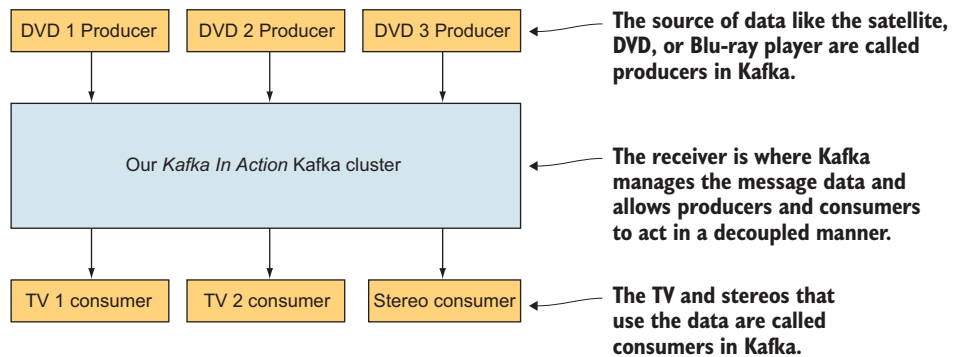 DVD 1 Producer
DVD 2 Producer
DVD 3 Producer
The source of data like the satellite,
DVD, or Blu-ray player are called
producers in Kafka.
Our Kafka In Action Kafka cluster
The receiver is where Kafka
manages the message data and
allows producers and consumers
to act in a decoupled manner.
TV 1 consumer
TV 2 consumer
Stereo consumer
The TV and stereos that
use the data are called
consumers in Kafka.